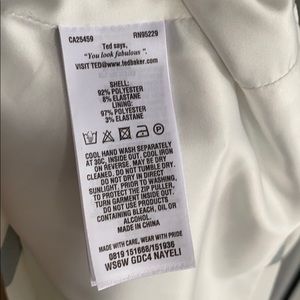 CA25459 RN95229
Ted says,
"You look fabulous".
VISIT TED@www.tedbaker.com
SHELL:
92% POLYESTER
8% ELASTANE
LINING:
97% POLYESTER
3% ELASTANE
COOL HAND WASH SEPARATELY
AT 30C, INSIDE OUT. COOL IRON
ON REVERSE. MAY BE DRY
CLEANED. DO NOT TUMBLE DRY.
DO NOT DRY IN DIRECT
SUNLIGHT. PRIOR TO WASHING,
TO PROTECT THE ZIP PULLER,
TURN GARMENT INSIDE OUT.
DO NOT USE PRODUCTS
CONTAINING BLEACH, OIL OR
ALCOHOL.
MADE IN CHINA
MADE WITH CARE, WEAR WITH PRIDE
0819 151668/151936
WS6W GDC4 NAYELI